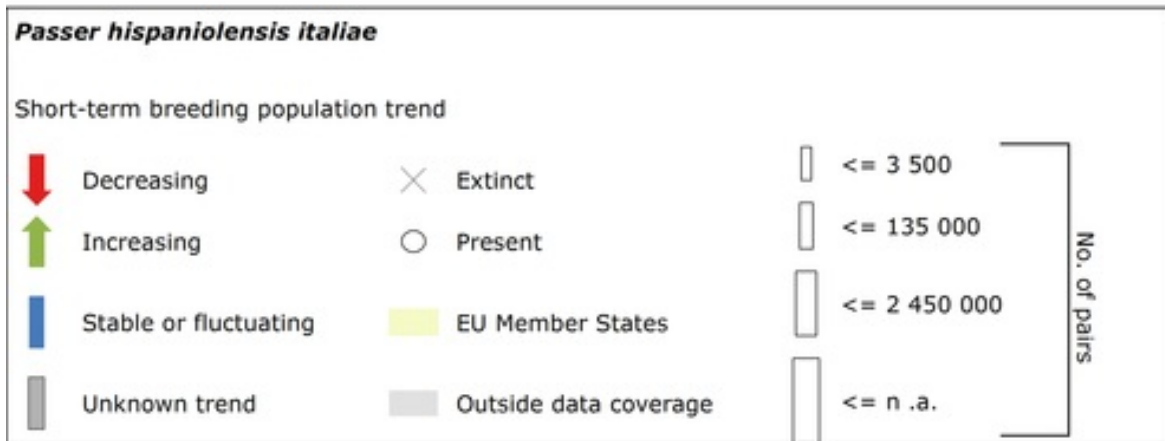 Passer hispaniolensis italiae
Short-term breeding population trend
Decreasing
Increasing
Stable or fluctuating
Unknown trend
Extinct
Present
EU Member States
Outside data coverage
<= 3 500
<= 135 000
<= 2 450 000
<= n .a.
No. of pairs